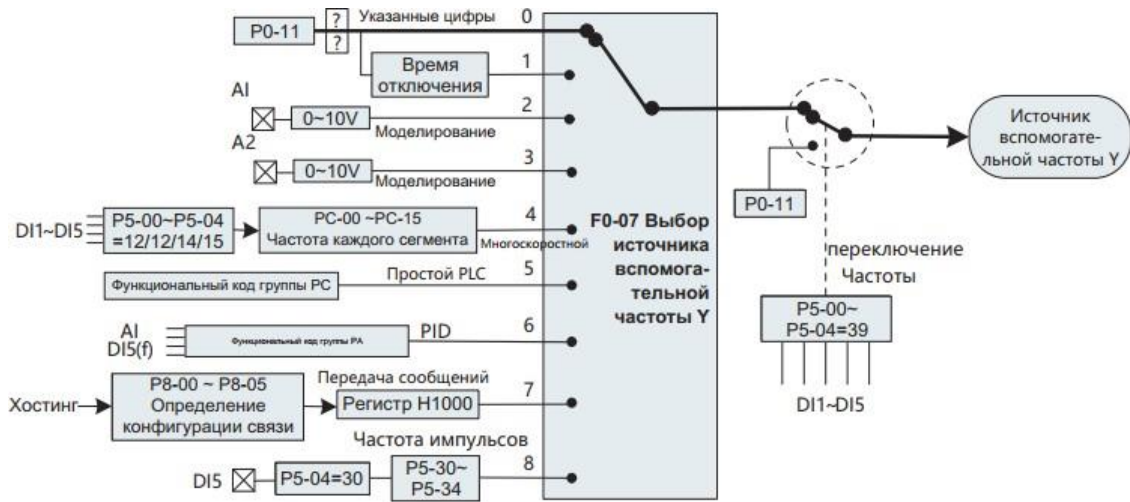 Указанные цифры
0
P0-11
?
?
Время
отключения
1
AI
0~10V
Моделирование
2
A2
0~10V
Моделирование
3
DI1~DI5
P5-00~P5-04
=12/12/14/15
PC-00 ~PC-15
Частота каждого сегмента
Многоскоростной
4
Функциональный код группы PC
Простой PLC
5
AI
DI5(f)
Функциональный код группы PA
PID
6
Хостинг
P8-00 ~ P8-05
Определение
конфигурации связи
Передача сообщений
Регистр H1000
7
Частота импульсов
DI5
P5-04=30
P5-30~
P5-34
8
F0-07 Выбор
источника
вспомога-
тельной
частоты Y
P0-11
переключение
Частоты
P5-00~
P5-04=39
DI1~DI5
Источник
вспомогате-
льной частоты Y